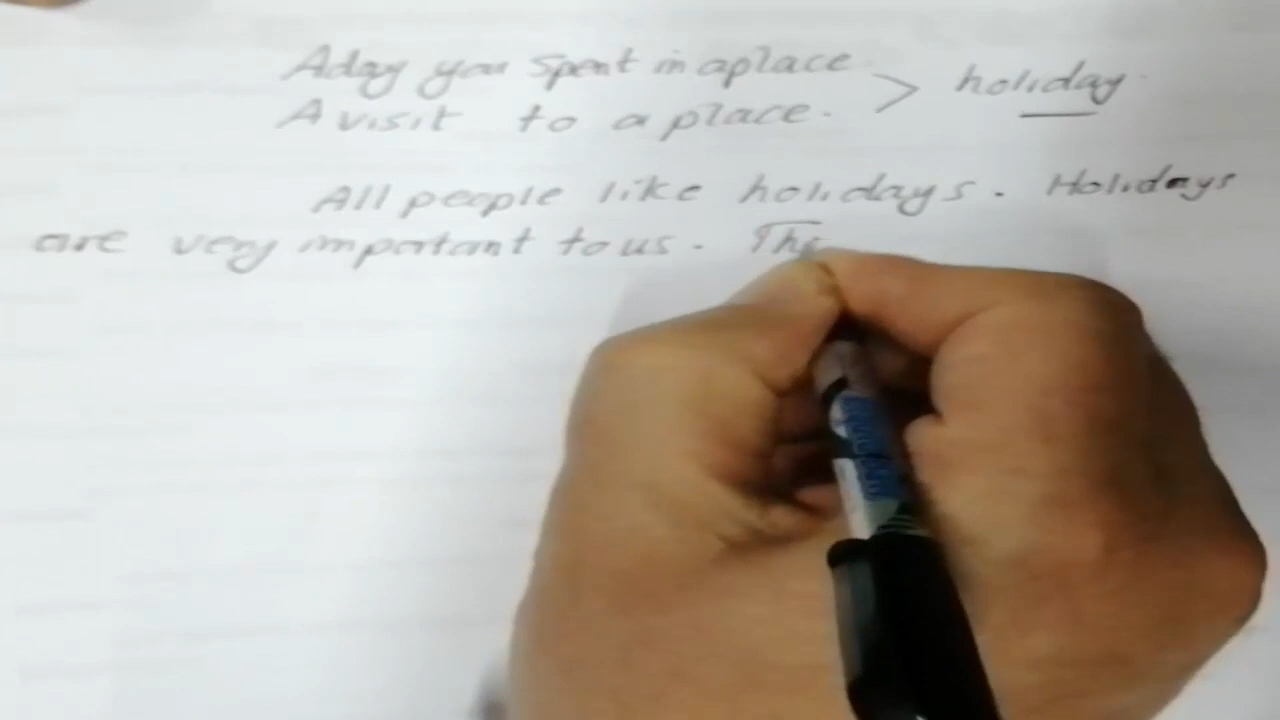 A day you Spent in a place
A visit to a place. > holiday
All people like holidays. Holidays
are very important to us. The